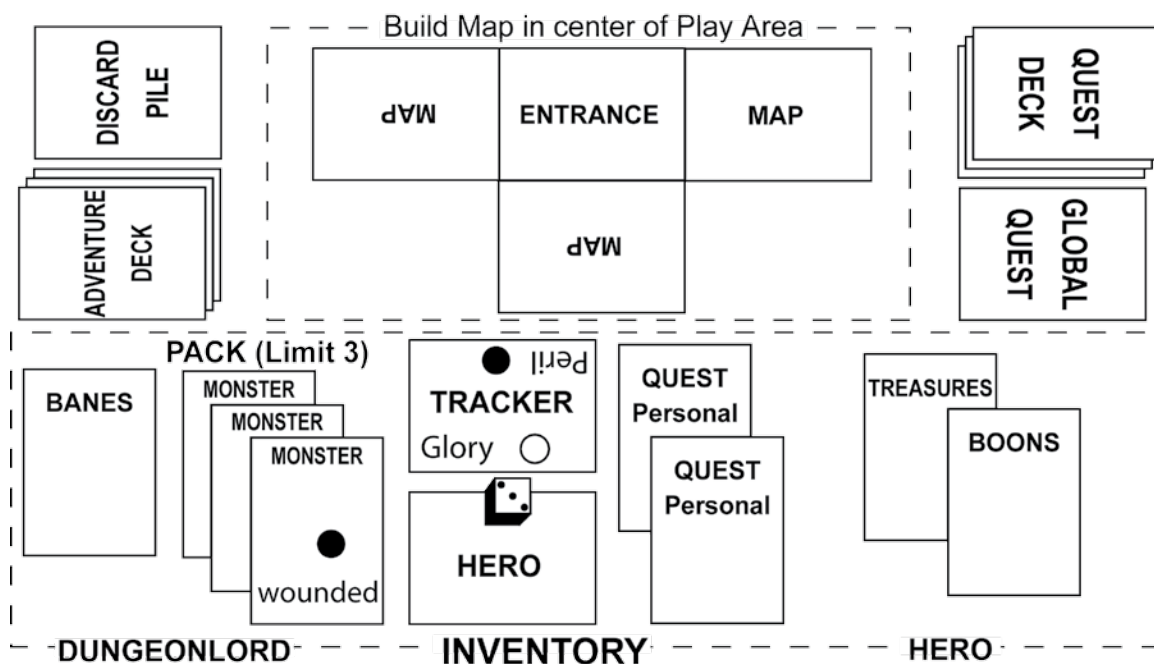 Build Map in center of Play Area
DISCARD
PILE
MAP
ENTRANCE
MAP
QUEST
DECK
ADVENTURE
DECK
MAP
GLOBAL
QUEST
PACK (Limit 3)
BANES
MONSTER
MONSTER
MONSTER
wounded
Peril
TRACKER
Glory
HERO
QUEST
Personal
QUEST
Personal
TREASURES
BOONS
DUNGEONLORD
INVENTORY
HERO